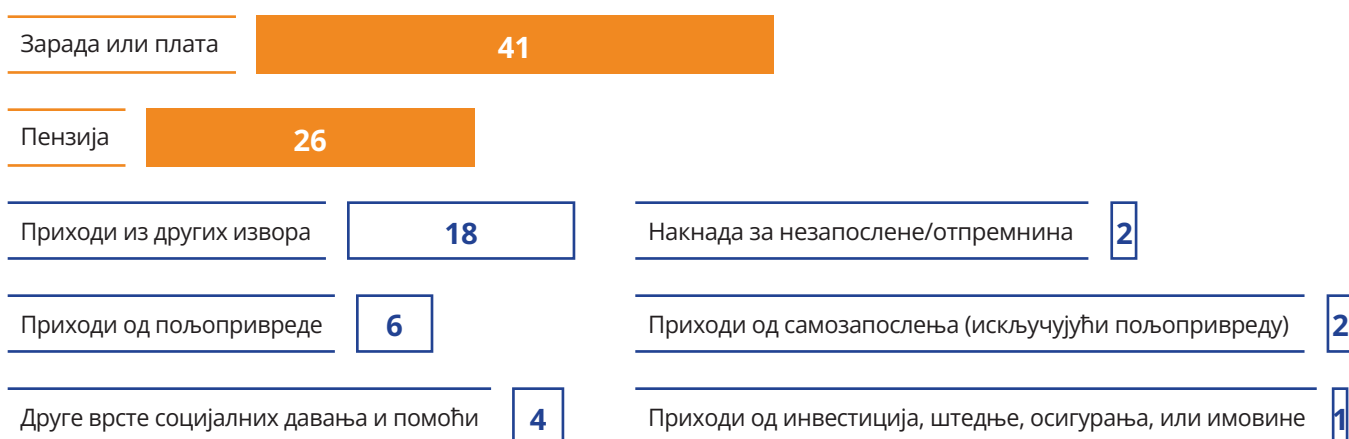 Зарада или плата
41
Пензија
26
Приходи из других извора
18
Накнада за незапослене/отпремнина
2
Приходи од пољопривреде
6
Приходи од самозапослења (искључујући пољопривреду)
2
Друге врсте социјалних давања и помоћи
4
Приходи од инвестиција, штедње, осигурања, или имовине
1